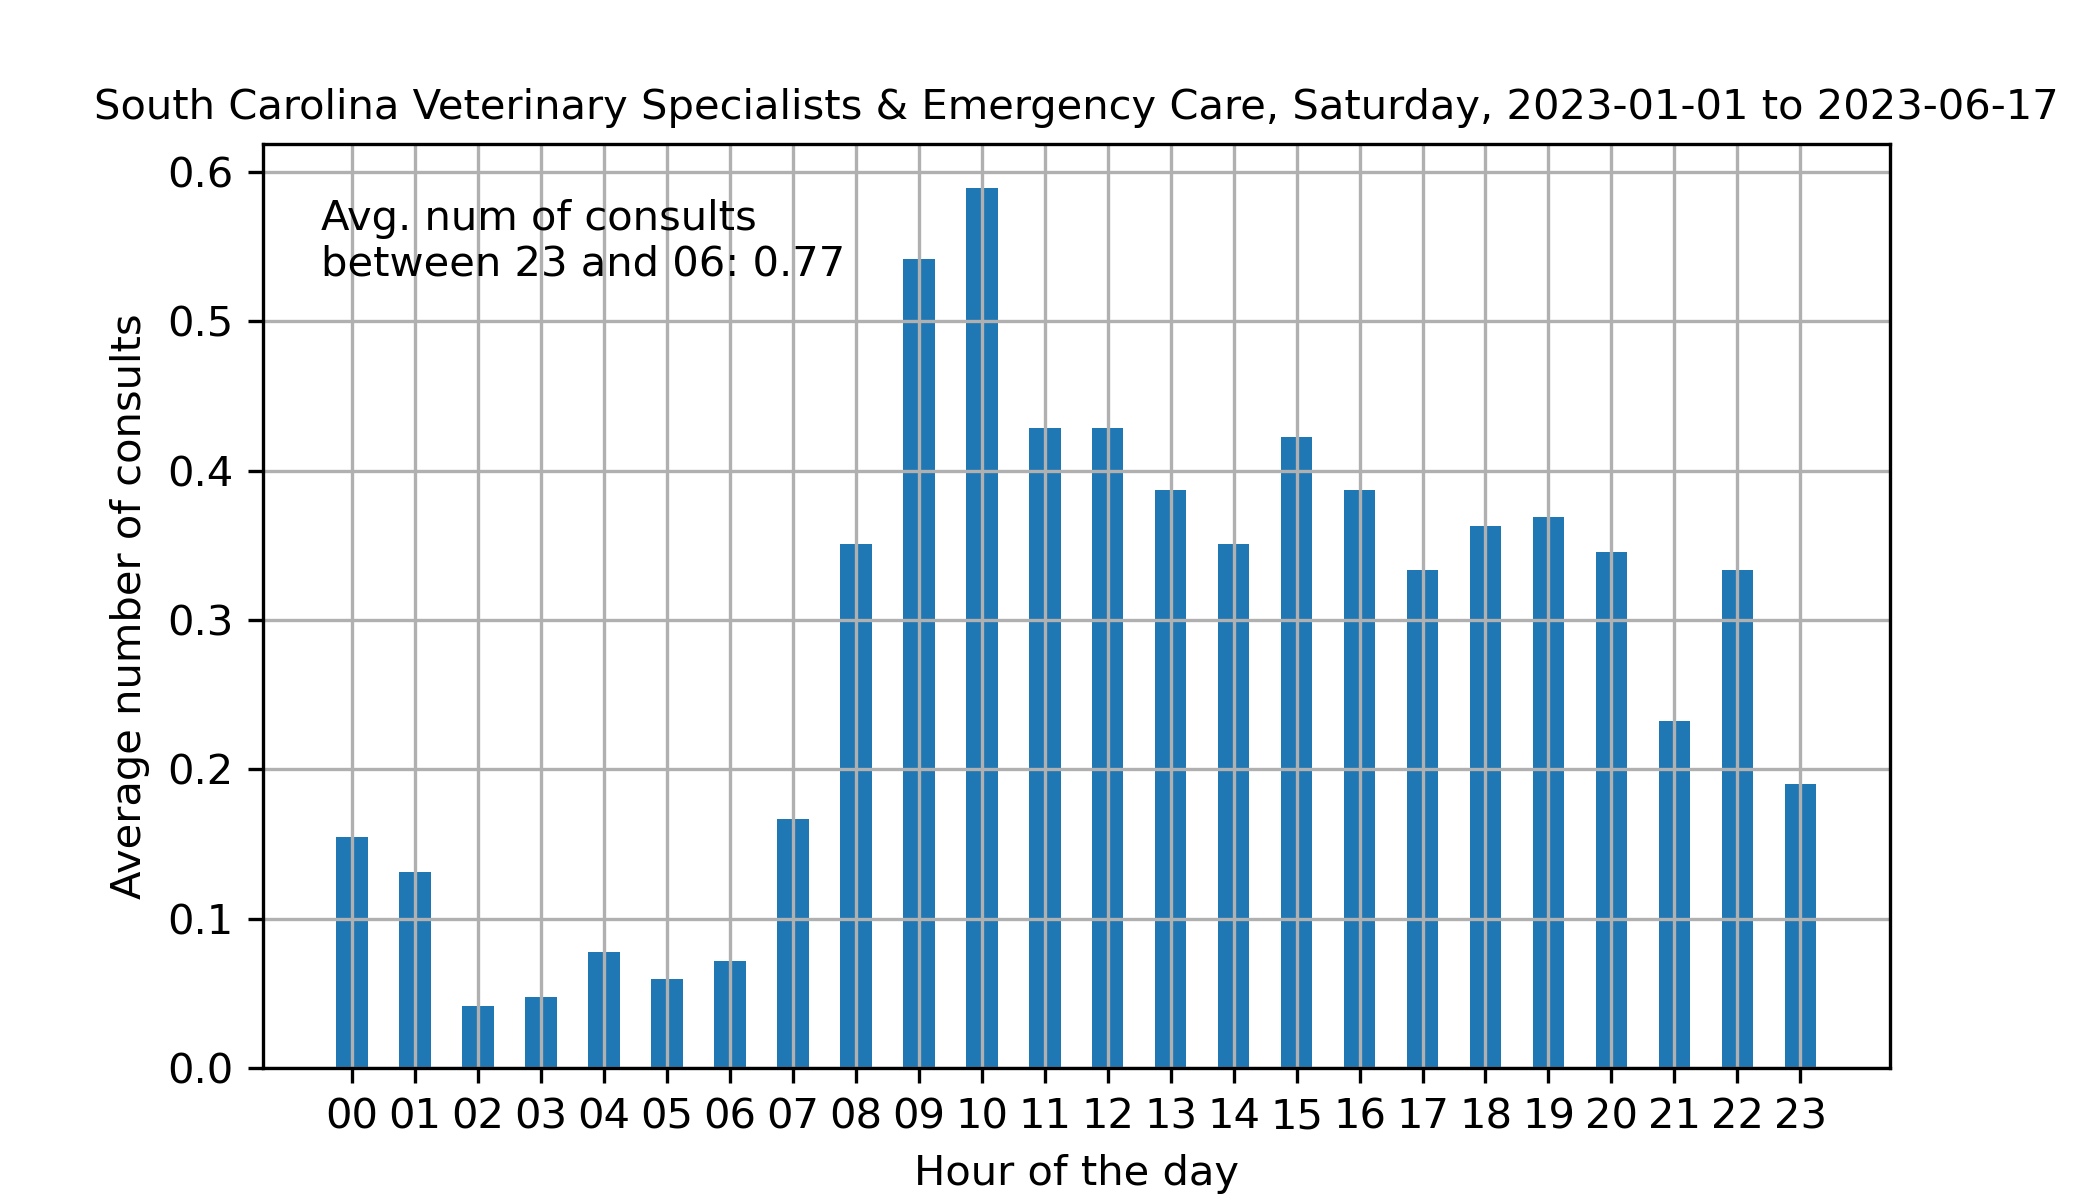 South Carolina Veterinary Specialists & Emergency Care, Saturday, 2023-01-01 to 2023-06-17
Avg. num of consults
between 23 and 06: 0.77
Average number of consults
0.6
0.5
0.4
0.3
0.2
0.1
0.0
00 01 02 03 04 05 06 07 08 09 10 11 12 13 14 15 16 17 18 19 20 21 22 23
Hour of the day